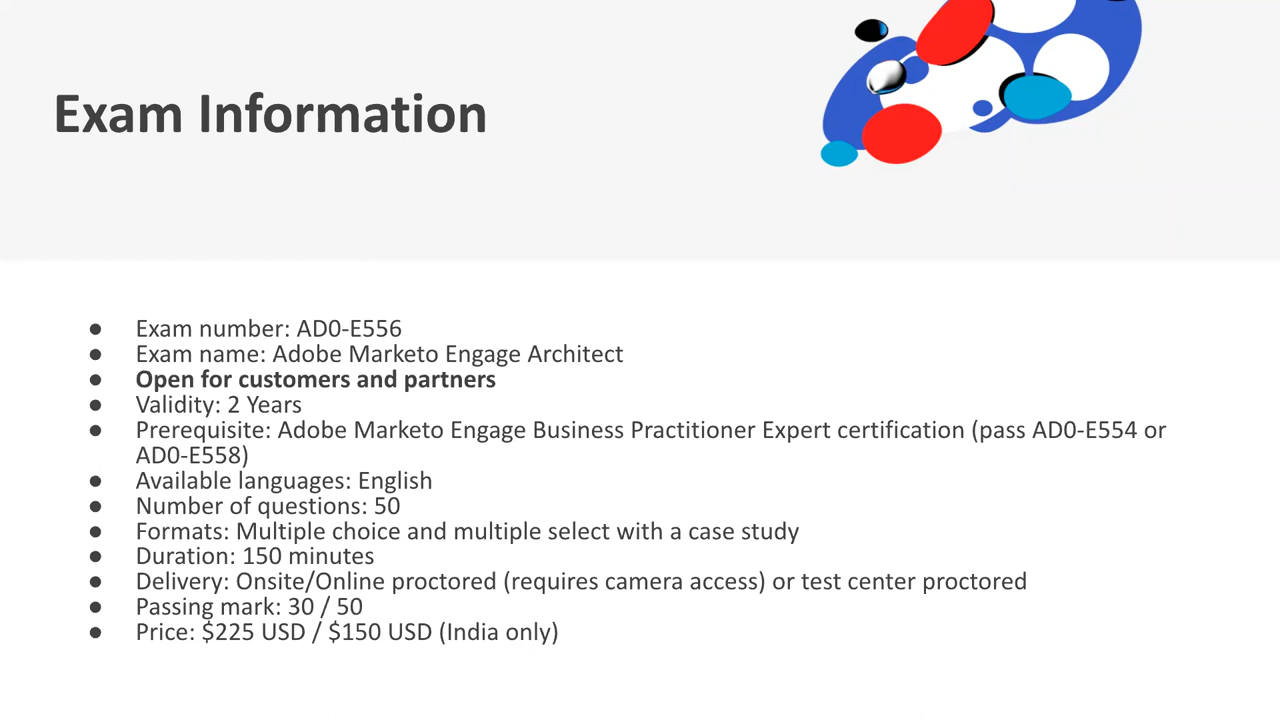 Exam Information
● Exam number: AD0-E556
● Exam name: Adobe Marketo Engage Architect
● Open for customers and partners
● Validity: 2 Years
● Prerequisite: Adobe Marketo Engage Business Practitioner Expert certification (pass AD0-E554 or
AD0-E558)
● Available languages: English
● Number of questions: 50
● Formats: Multiple choice and multiple select with a case study
● Duration: 150 minutes
● Delivery: Onsite/Online proctored (requires camera access) or test center proctored
● Passing mark: 30 / 50
● Price: $225 USD / $150 USD (India only)